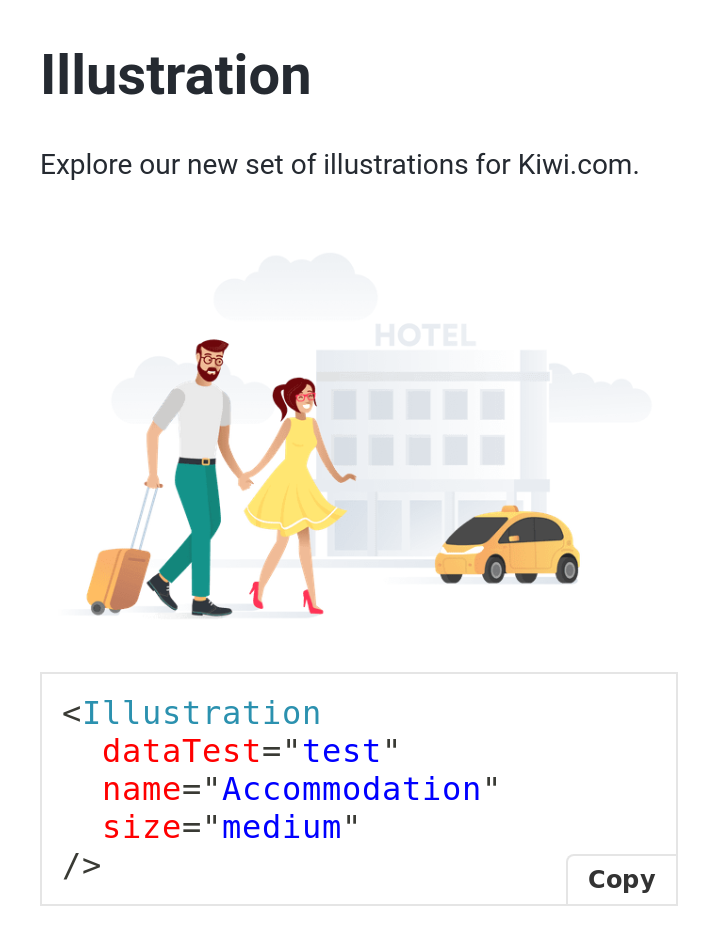 Illustration
Explore our new set of illustrations for Kiwi.com.
HOTEL
<Illustration
  dataTest="test"
  name="Accommodation"
  size="medium"
/>
Copy